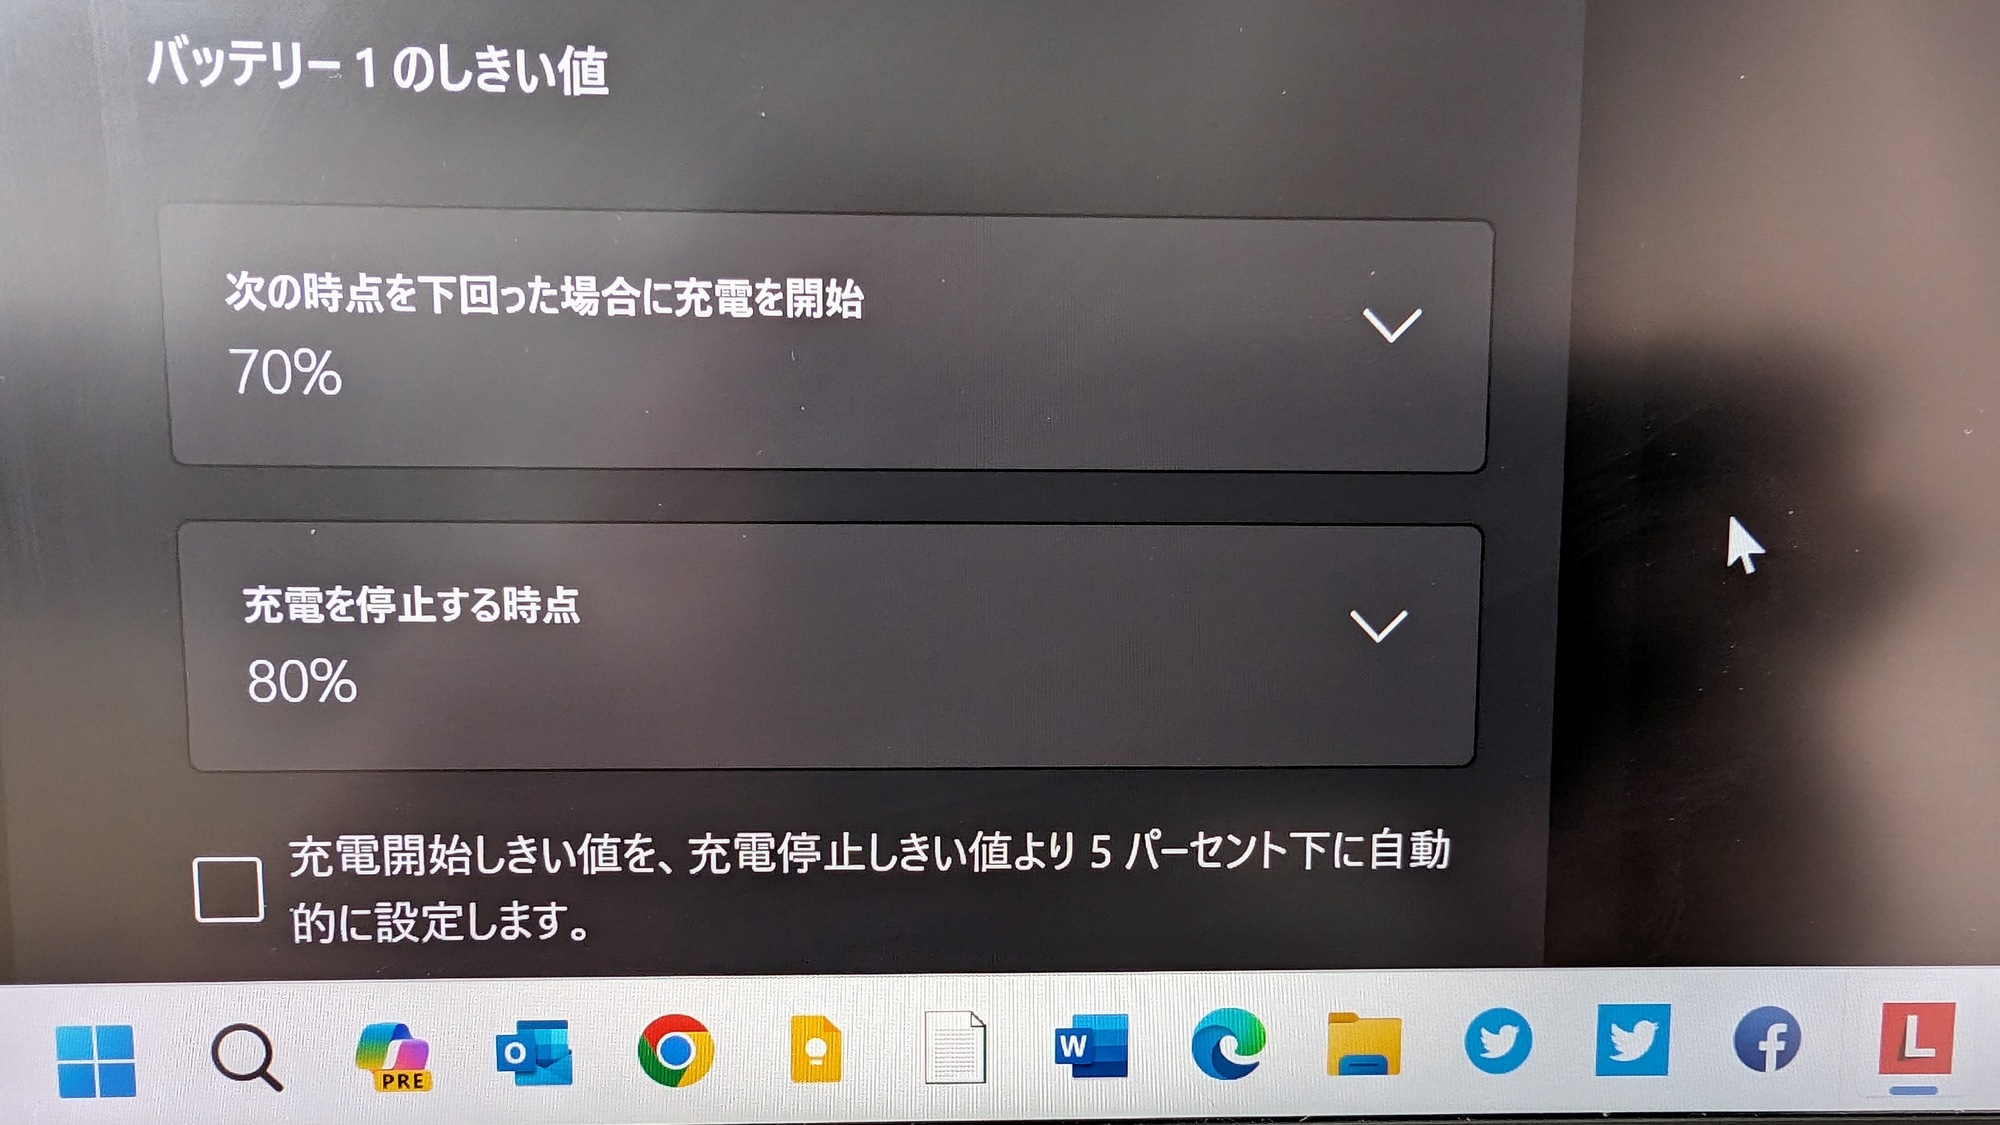 バッテリー 1 のしきい値
次の時点を下回った場合に充電を開始
70%
充電を停止する時点
80%
充電開始しきい値を、充電停止しきい値より 5 パーセント下に自動
的に設定します。
PRE
O
W
f
L